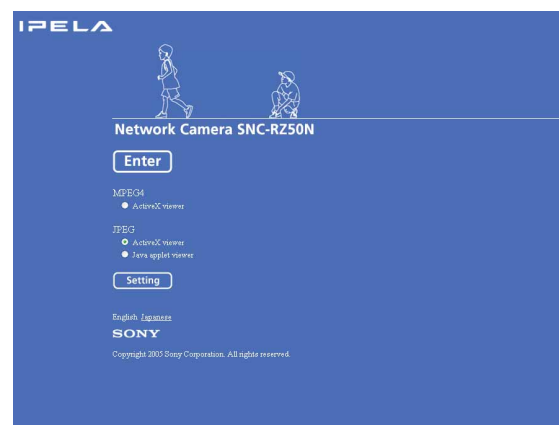 IPELA
Network Camera SNC-RZ50N
Enter
MPEG4
ActiveX viewer
JPEG
ActiveX viewer
Java applet viewer
Setting
English Japanese
SONY
Copyright 2005 Sony Corporation. All rights reserved.